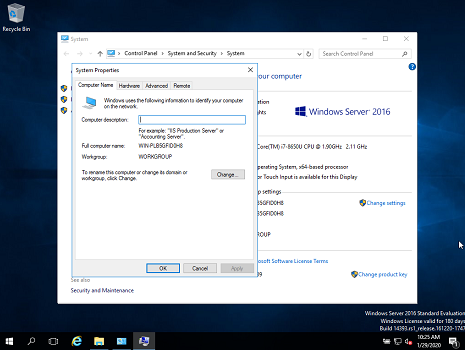 Recycle Bin
System
Control Panel
System and Security
System
Search Control Panel
System Properties
Computer Name
Hardware
Advanced
Remote
Windows uses the following information to identify your computer
on the network.
Computer description:
For example: "IIS Production Server" or
"Accounting Server".
Full computer name:
WIN-PLB5GFID0H8
Workgroup:
WORKGROUP
To rename this computer or change its domain or
workgroup, click Change.
Change...
OK
Cancel
Apply
your computer
Windows Server 2016
Core(TM) i7-8650U CPU @ 1.90GHz 2.11 GHz
Operating System, x64-based processor
or Touch Input is available for this Display
settings
5GFID0H8
Change settings
5GFID0H8
Microsoft Software License Terms
Change product key
See also
Security and Maintenance
Windows Server 2016 Standard Evaluation
Windows License valid for 180 days
Build 14393.rs1_release.161220-1747
10:25 AM
1/29/2020